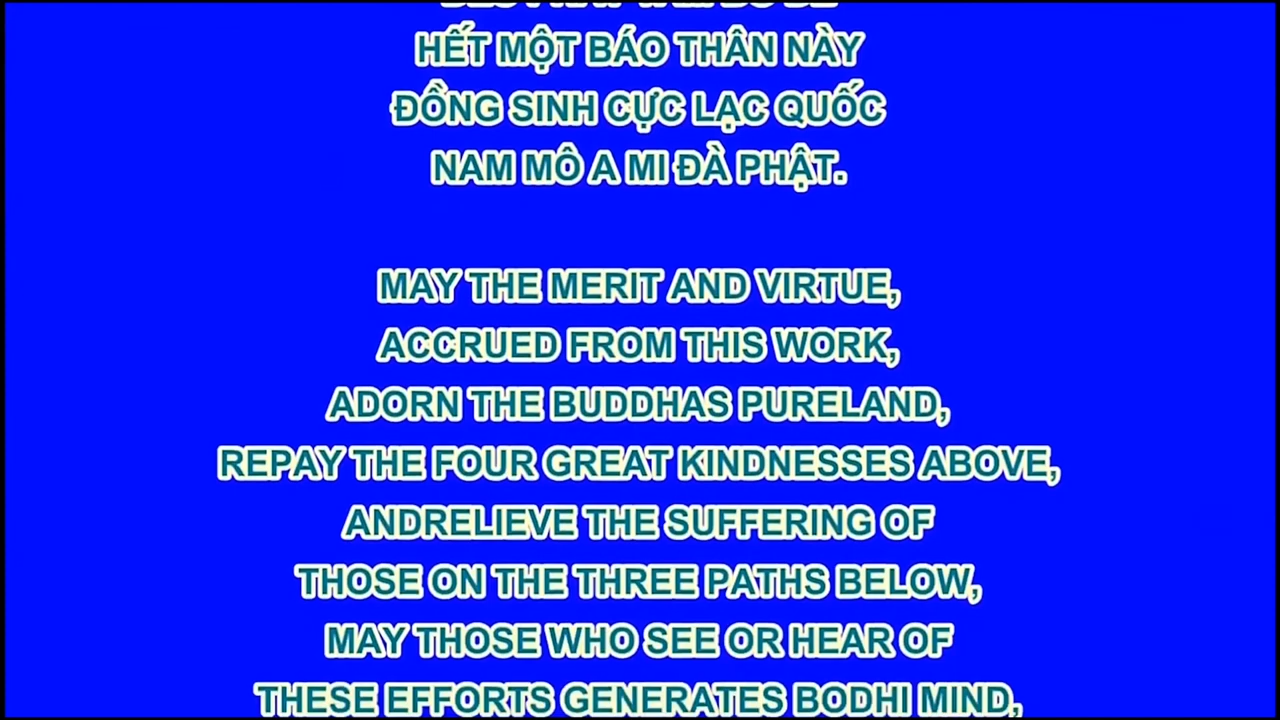 HẾT MỘT BÁO THÂN NÀY
ĐỒNG SINH CỰC LẠC QUỐC
NAM MÔ A MI ĐÀ PHẬT.
MAY THE MERIT AND VIRTUE,
ACCRUED FROM THIS WORK,
ADORN THE BUDDHAS PURELAND,
REPAY THE FOUR GREAT KINDNESSES ABOVE,
ANDRELIEVE THE SUFFERING OF
THOSE ON THE THREE PATHS BELOW,
MAY THOSE WHO SEE OR HEAR OF
THESE EFFORTS GENERATES BODHI MIND,